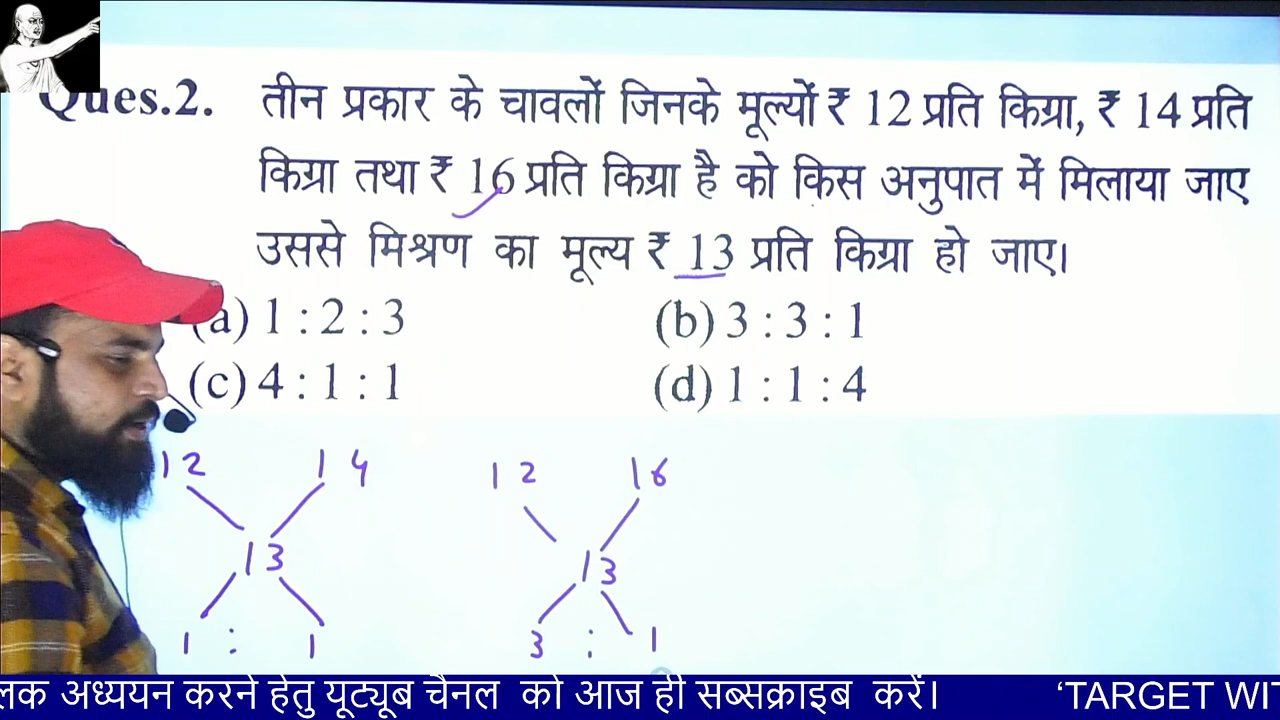 Ques.2. तीन प्रकार के चावलों जिनके मूल्यों ₹ 12 प्रति किग्रा, ₹ 14 प्रति
किग्रा तथा ₹ 16 प्रति किग्रा है को किस अनुपात में मिलाया जाए
उससे मिश्रण का मूल्य ₹ 13 प्रति किग्रा हो जाए।
(a) 1 : 2 : 3 (b) 3 : 3 : 1
(c) 4 : 1 : 1 (d) 1 : 1 : 4
12 14 12 16
13 13
1 : 1 3 : 1
अध्ययन करने हेतु यूट्यूब चैनल को आज ही सब्सक्राइब करें। ‘TARGET